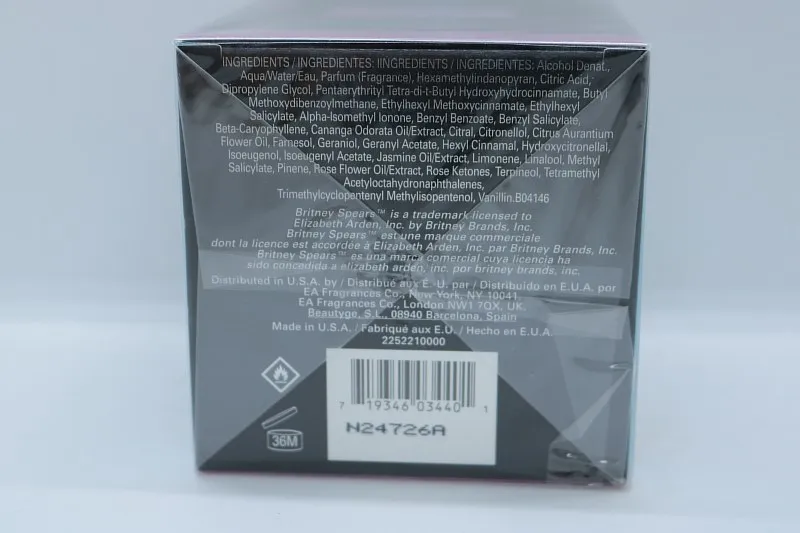 INGREDIENTS / INGREDIENTES: IINGREDIENTS / INGREDIENTES: Alcohol Denat.,
Aqua/Water/Eau, Parfum (Fragrance), Hexamethylindanopyran, Citric Acid,
Dipropylene Glycol, Pentaerythrityl Tetra-di-t-Butyl Hydroxyhydrocinnamate, Butyl
Methoxydibenzoylmethane, Ethylhexyl Methoxycinnamate, Ethylhexyl
Salicylate, Alpha-Isomethyl Ionone, Benzyl Benzoate, Benzyl Salicylate,
Beta-Caryophyllene, Cananga Odorata Oil/Extract, Citral, Citronellol, Citrus Aurantium
Flower Oil, Farnesol, Geraniol, Geranyl Acetate, Hexyl Cinnamal, Hydroxycitronellal,
Isoeugenol, Isoeugenyl Acetate, Jasmine Oil/Extract, Limonene, Linalool, Methyl
Salicylate, Pinene, Rose Flower Oil/Extract, Rose Ketones, Terpineol, Tetramethyl
Acetyloctahydronaphthalenes,
Trimethylcyclopentenyl Methylisopentenol, Vanillin.B04146
Britney Spears™ is a trademark licensed to
Elizabeth Arden, Inc. by Britney Brands, Inc.
Britney Spears™ est une marque commerciale
dont la licence est accordée à Elizabeth Arden, Inc. par Britney Brands, Inc.
Britney Spears™ es una marca comercial cuya licencia ha
sido concedida a elizabeth arden, inc. por britney brands, inc.
Distributed in U.S.A. by / Distribué aux É.-U. par / Distribuido en E.U.A. por
EA Fragrances Co., New York, NY 10041
EA Fragrances Co., London NW1 7QX, UK.
Beautyge, S.L., 08940 Barcelona, Spain
Made in U.S.A. / Fabriqué aux E.U. / Hecho en E.U.A.
2252210000
7 19346 03440 1
N24726A
36M